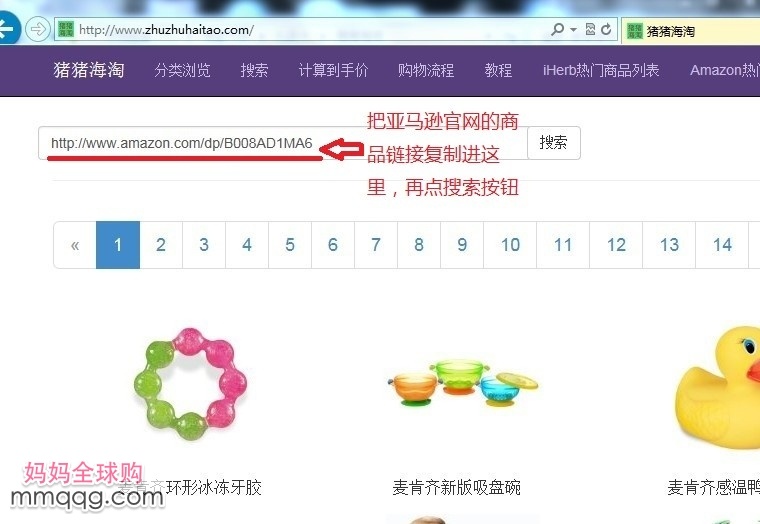 http://www.zhuzhuhaitao.com/
猪猪海淘
猪猪海淘 分类浏览 搜索 计算到手价 购物流程 教程 iHerb热门商品列表 Amazon热门
http://www.amazon.com/dp/B008AD1MA6
搜索
把亚马逊官网的商
品链接复制进这
里，再点搜索按钮
« 1 2 3 4 5 6 7 8 9 10 11 12 13 14
麦肯齐环形冰冻牙胶
麦肯齐新版吸盘碗
麦肯齐感温鸭
妈妈全球购
mmqqg.com